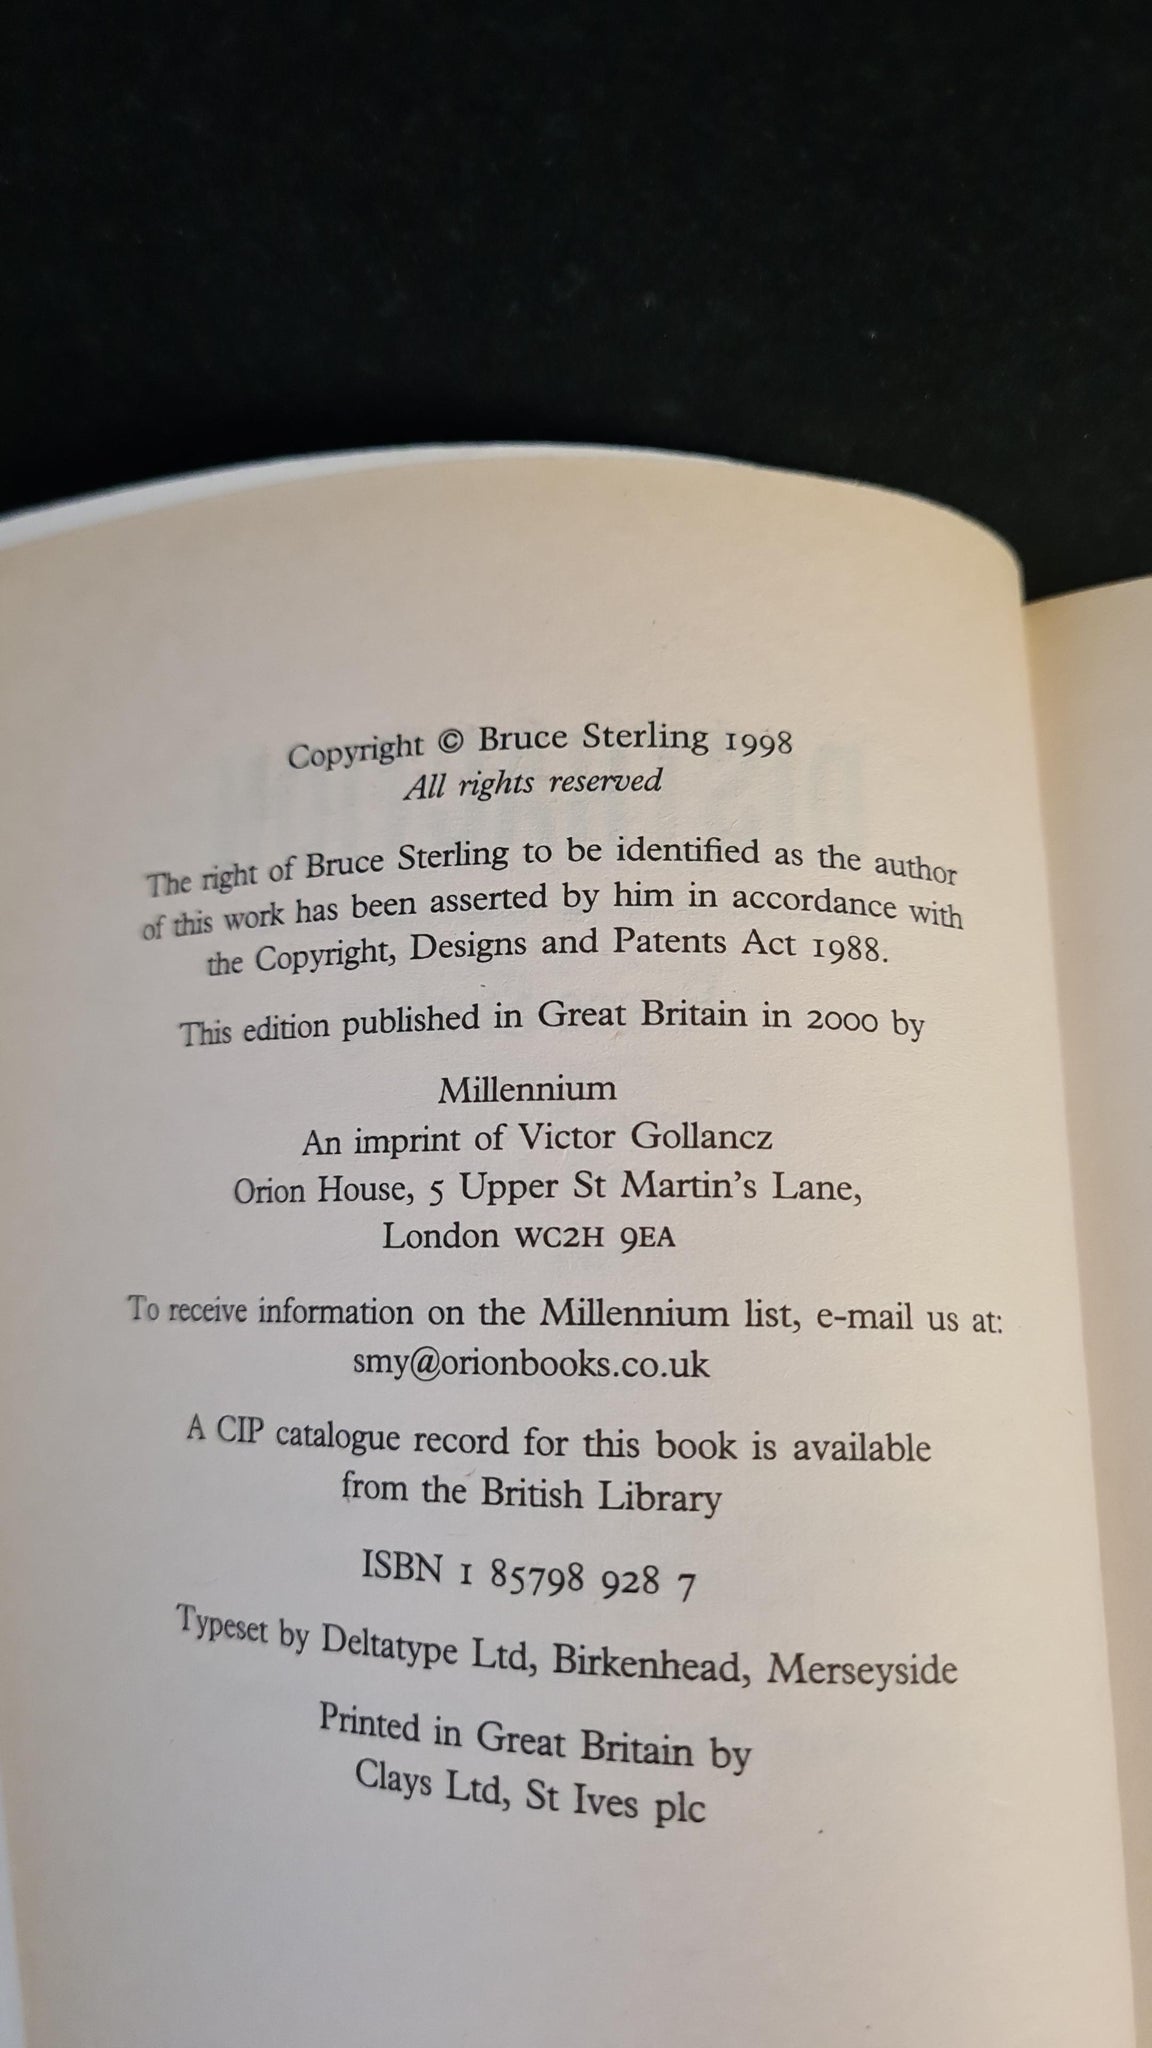 Copyright © Bruce Sterling 1998
All rights reserved
The right of Bruce Sterling to be identified as the author
of this work has been asserted by him in accordance with
the Copyright, Designs and Patents Act 1988.
This edition published in Great Britain in 2000 by
Millennium
An imprint of Victor Gollancz
Orion House, 5 Upper St Martin's Lane,
London WC2H 9EA
To receive information on the Millennium list, e-mail us at:
smy@orionbooks.co.uk
A CIP catalogue record for this book is available
from the British Library
ISBN 1 85798 928 7
Typeset by Deltatype Ltd, Birkenhead, Merseyside
Printed in Great Britain by
Clays Ltd, St Ives plc